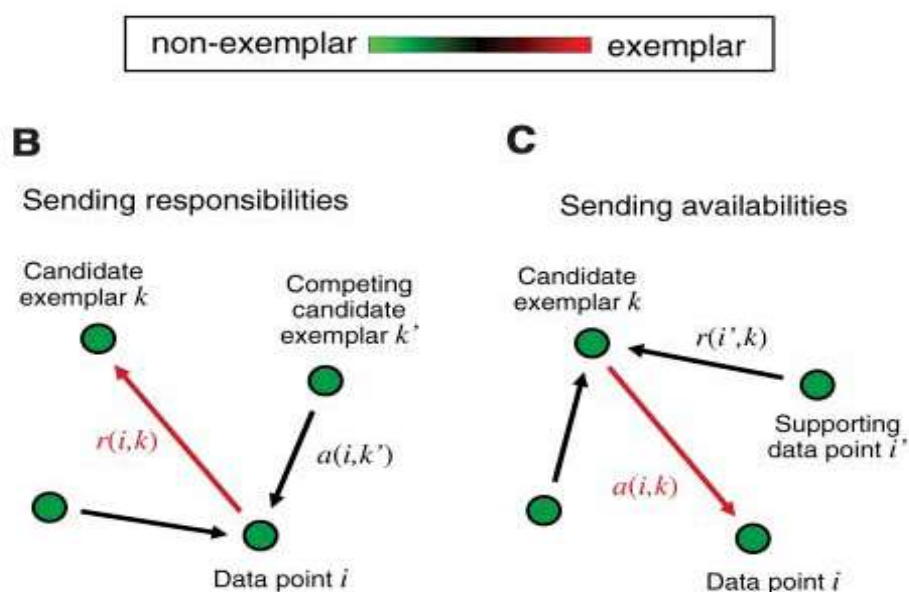 non-exemplar exemplar
B
Sending responsibilities
Candidate
exemplar k
Competing
candidate
exemplar k’
r(i,k)
a(i,k’)
Data point i
C
Sending availabilities
Candidate
exemplar k
r(i’,k)
Supporting
data point i’
a(i,k)
Data point i